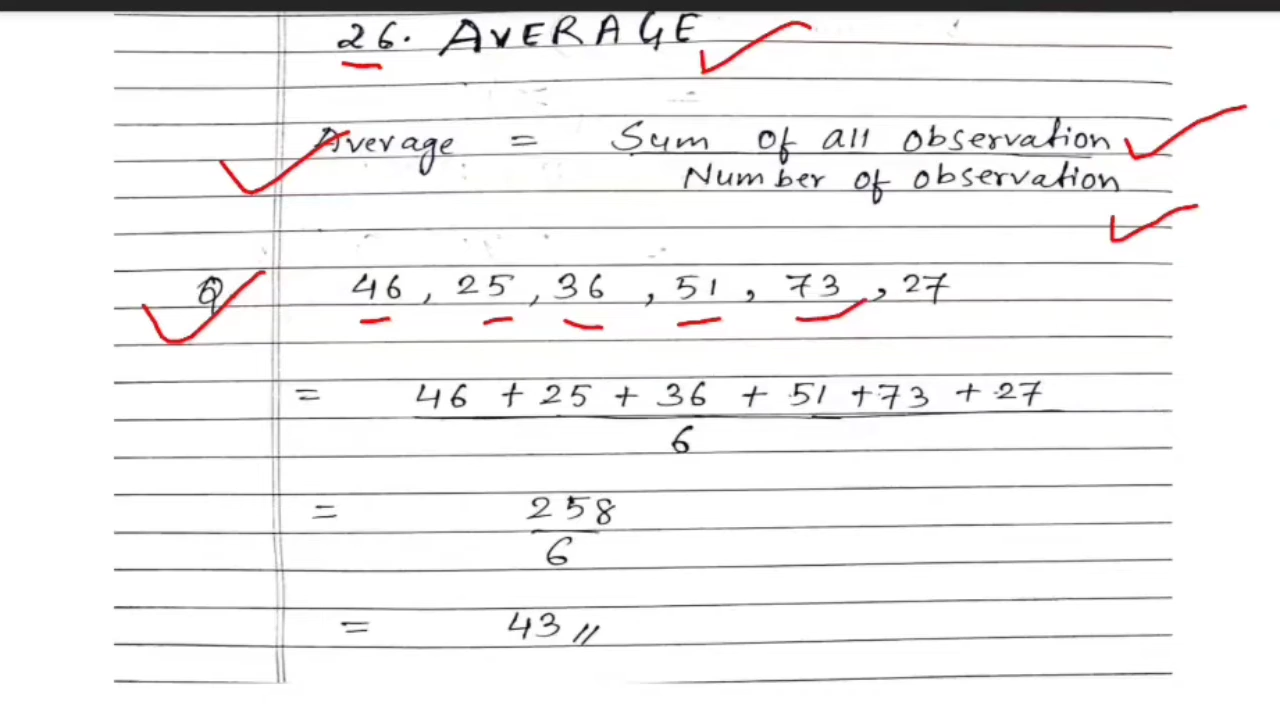 26. AVERAGE
Average = Sum of all observation
Number of observation
Q 46, 25, 36, 51, 73, 27
= 46 + 25 + 36 + 51 + 73 + 27
6
= 258
6
= 43 //